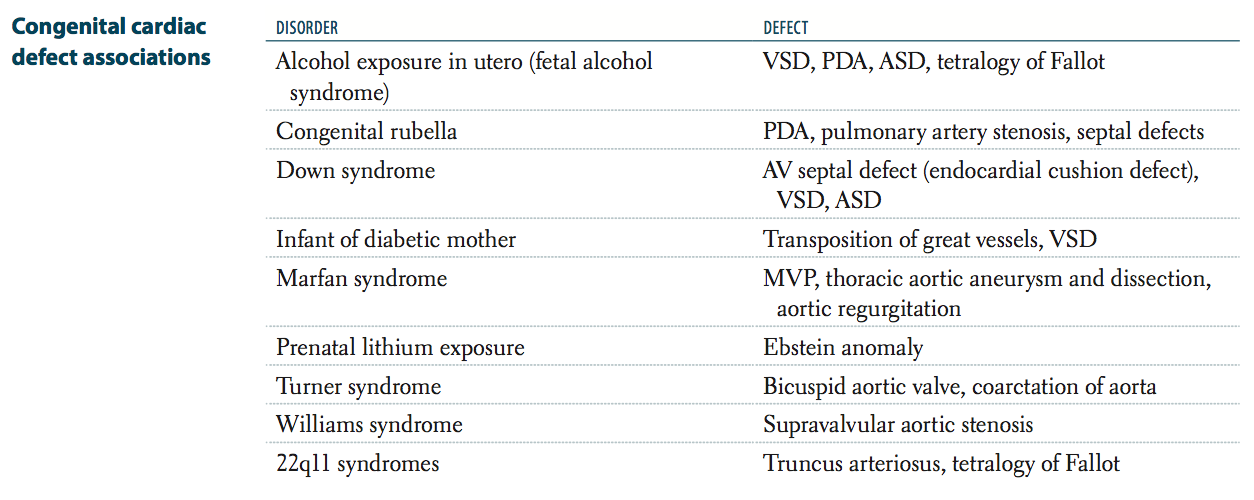 Congenital cardiac
defect associations
DISORDER DEFECT
Alcohol exposure in utero (fetal alcohol VSD, PDA, ASD, tetralogy of Fallot
syndrome)
Congenital rubella PDA, pulmonary artery stenosis, septal defects
Down syndrome AV septal defect (endocardial cushion defect),
VSD, ASD
Infant of diabetic mother Transposition of great vessels, VSD
Marfan syndrome MVP, thoracic aortic aneurysm and dissection,
aortic regurgitation
Prenatal lithium exposure Ebstein anomaly
Turner syndrome Bicuspid aortic valve, coarctation of aorta
Williams syndrome Supravalvular aortic stenosis
22q11 syndromes Truncus arteriosus, tetralogy of Fallot